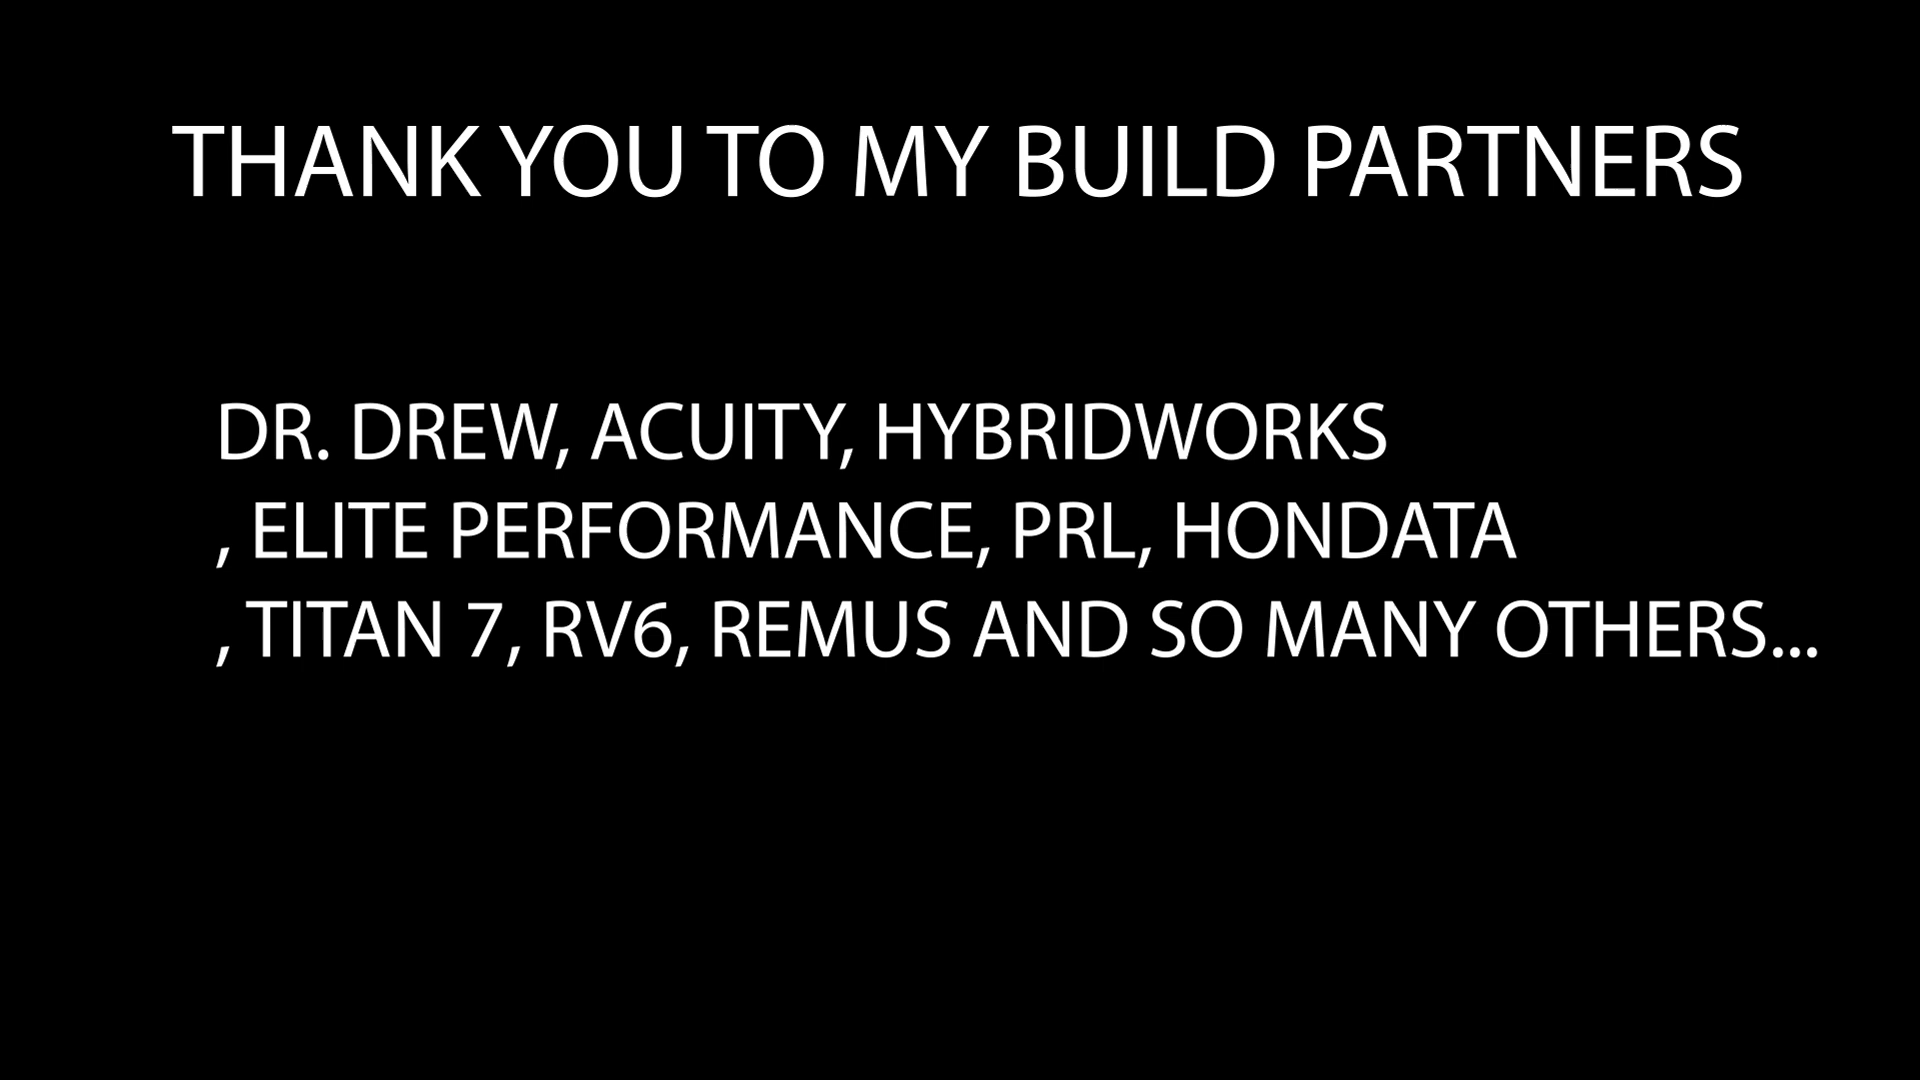 THANK YOU TO MY BUILD PARTNERS
DR. DREW, ACUITY, HYBRIDWORKS
, ELITE PERFORMANCE, PRL, HONDATA
, TITAN 7, RV6, REMUS AND SO MANY OTHERS...